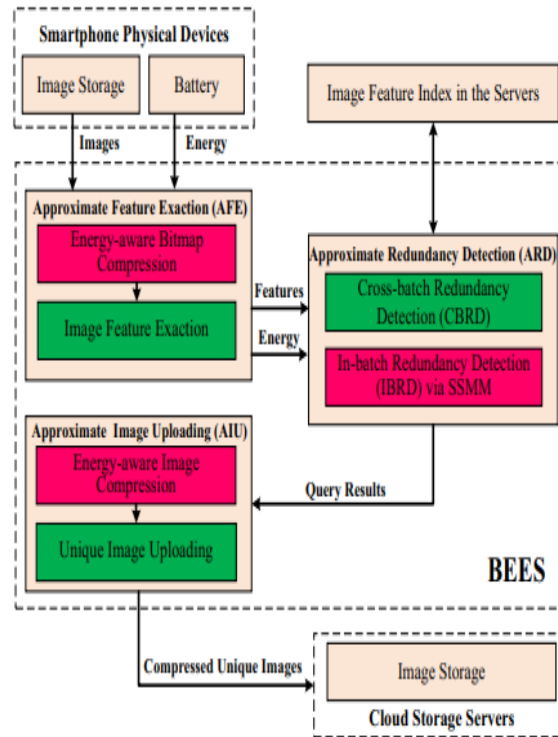 Smartphone Physical Devices
Image Storage
Battery
Image Feature Index in the Servers
Images
Energy
Approximate Feature Exaction (AFE)
Energy-aware Bitmap
Compression
Image Feature Exaction
Features
Energy
Approximate Redundancy Detection (ARD)
Cross-batch Redundancy
Detection (CBRD)
In-batch Redundancy Detection
(IBRD) via SSMM
Approximate Image Uploading (AIU)
Energy-aware Image
Compression
Unique Image Uploading
Query Results
BEES
Compressed Unique Images
Image Storage
Cloud Storage Servers